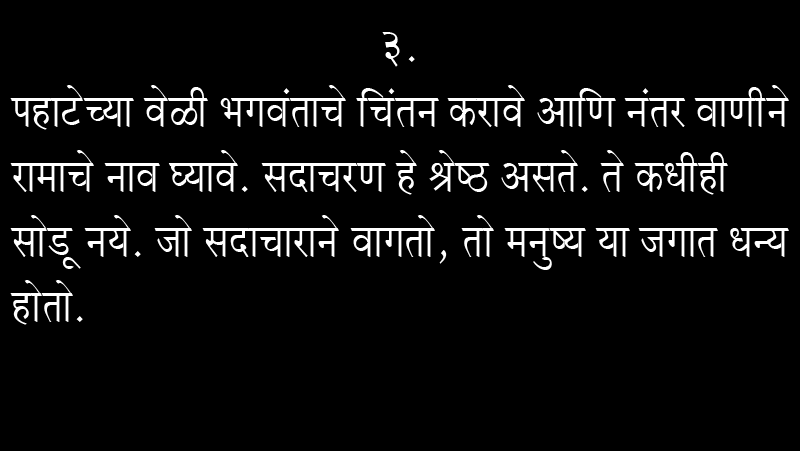 ३.
पहाटेच्या वेळी भगवंताचे चिंतन करावे आणि नंतर वाणीने
रामाचे नाव घ्यावे. सदाचरण हे श्रेष्ठ असते. ते कधीही
सोडू नये. जो सदाचाराने वागतो, तो मनुष्य या जगात धन्य
होतो.